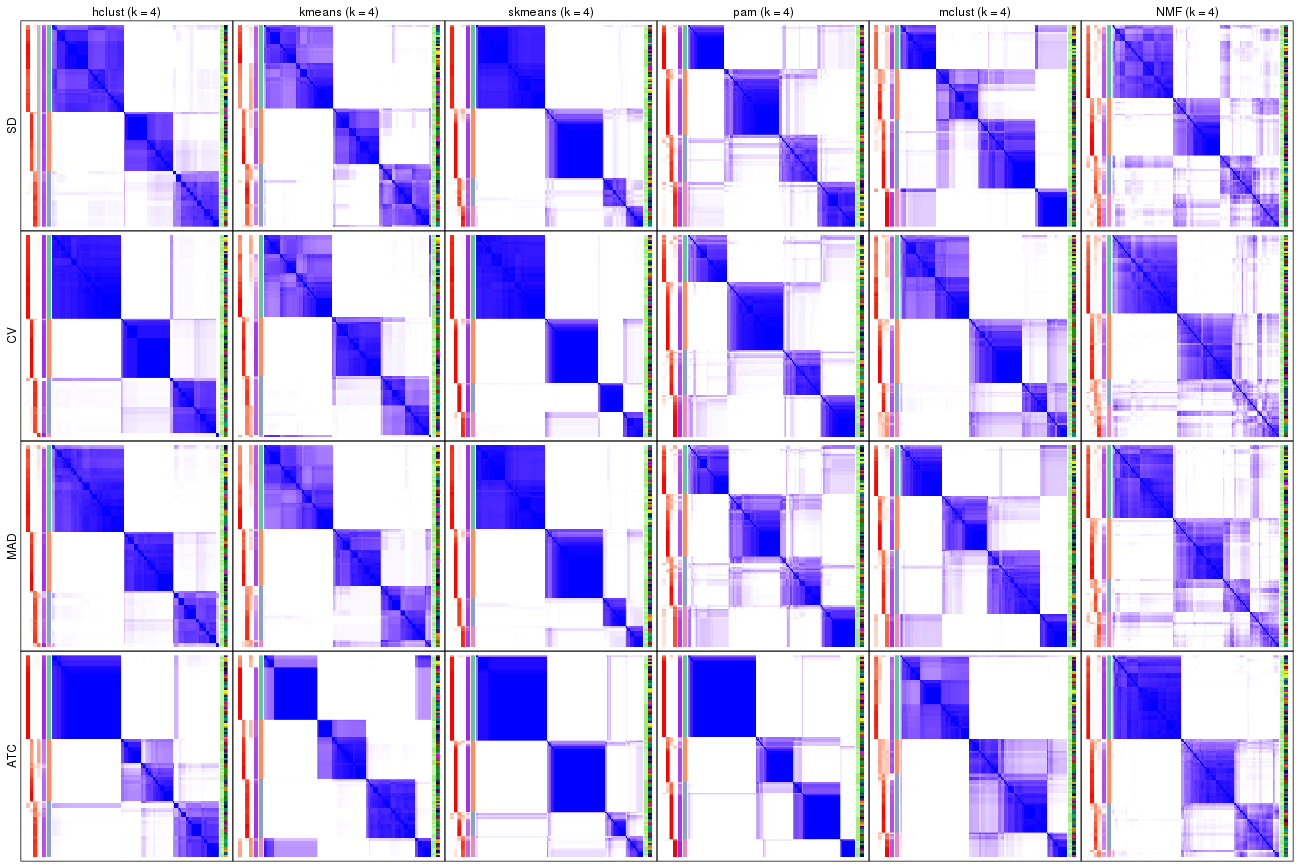 hclust (k = 4) kmeans (k = 4) skmeans (k = 4) pam (k = 4) mclust (k = 4) NMF (k = 4)
SD
CV
MAD
ATC